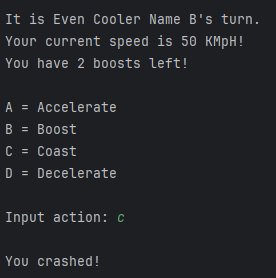 It is Even Cooler Name B's turn.
Your current speed is 50 KMpH!
You have 2 boosts left!
A = Accelerate
B = Boost
C = Coast
D = Decelerate
Input action: c
You crashed!